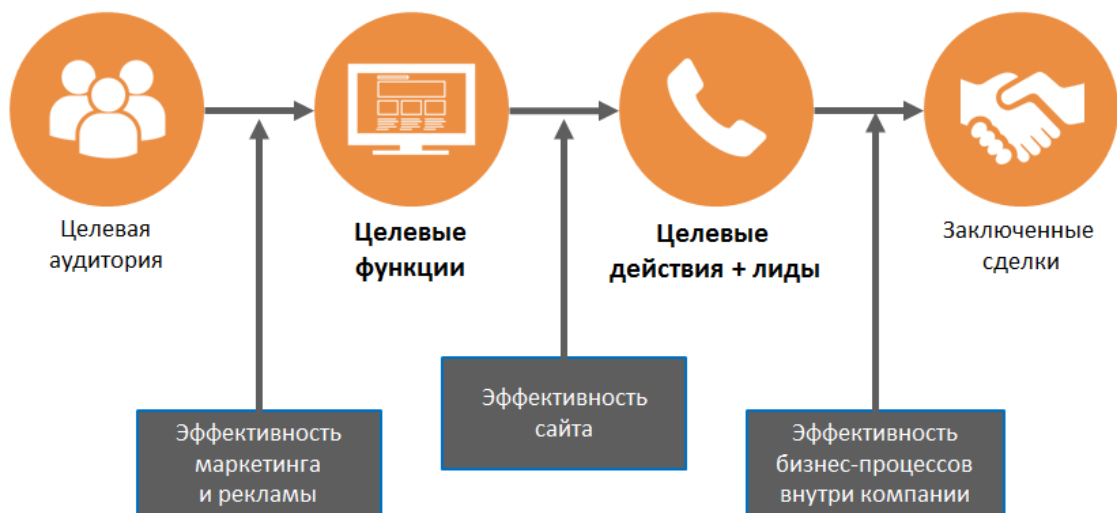 Целевая
аудитория
Целевые
функции
Целевые
действия + лиды
Заключенные
сделки
Эффективность
маркетинга
и рекламы
Эффективность
сайта
Эффективность
бизнес-процессов
внутри компании